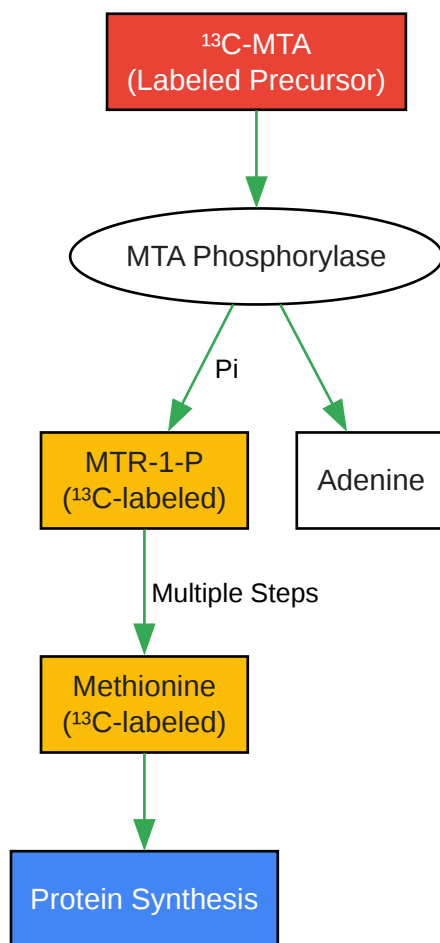 ¹³C-MTA
(Labeled Precursor)
MTA Phosphorylase
Pi
MTR-1-P
(¹³C-labeled)
Adenine
Multiple Steps
Methionine
(¹³C-labeled)
Protein Synthesis